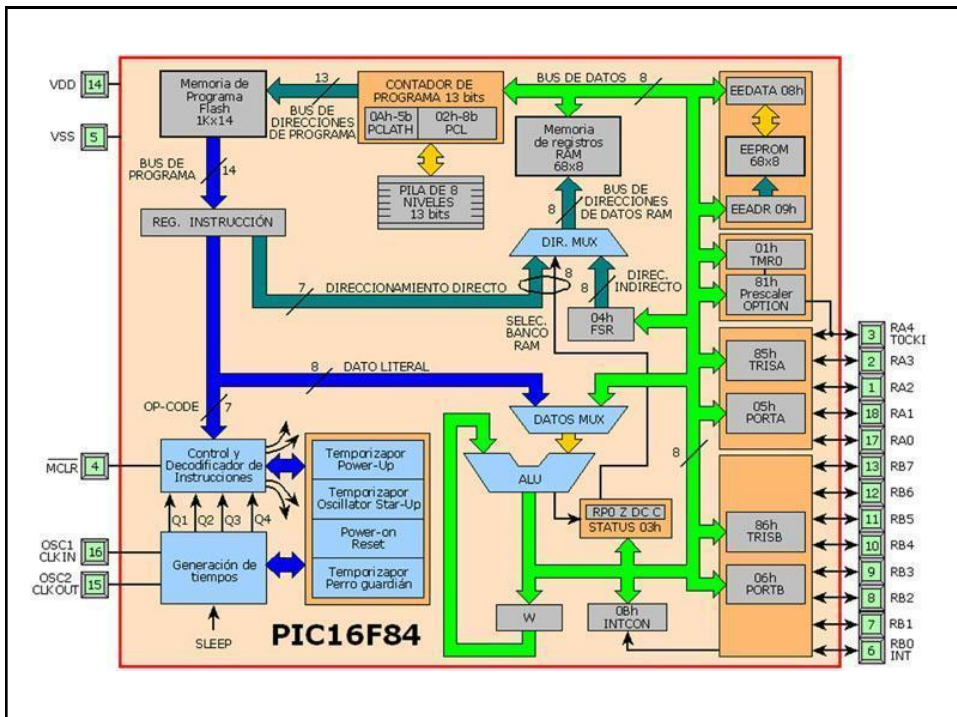 VDD
14
VSS
5
Memoria de
Programa
Flash
1Kx14
13
BUS DE
DIRECCIONES
DE PROGRAMA
CONTADOR DE
PROGRAMA 13 bits
0Ah-5b
PCLATH
02h-8b
PCL
BUS DE DATOS
8
EEDATA 08h
EEPROM
68x8
EEADR 09h
Memoria
de registros
RAM
68x8
BUS DE
PROGRAMA
14
PILA DE 8
NIVELES
13 bits
8
BUS DE
DIRECCIONES
DE DATOS RAM
REG. INSTRUCCIÓN
DIR. MUX
01h
TMR0
81h
Prescaler
OPTION
7
DIRECCIONAMIENTO DIRECTO
8
8
DIREC.
INDIRECTO
SELEC.
BANCO
RAM
04h
FSR
3
RA4
T0CKI
2
RA3
1
RA2
18
RA1
17
RA0
13
RB7
12
RB6
11
RB5
10
RB4
9
RB3
8
RB2
7
RB1
6
RB0
INT
85h
TRISA
05h
PORTA
8
DATO LITERAL
OP-CODE
7
DATOS MUX
8
MCLR
4
Control y
Decodificador de
Instrucciones
Temporizapor
Power-Up
Temporizapor
Oscillator Star-Up
Power-on
Reset
Temporizapor
Perro guardián
ALU
RP0 Z DC C
STATUS 03h
Q1
Q2
Q3
Q4
86h
TRISB
06h
PORTB
OSC1
CLKIN
16
OSC2
CLKOUT
15
Generación de
tiempos
W
0Bh
INTCON
SLEEP
PIC16F84